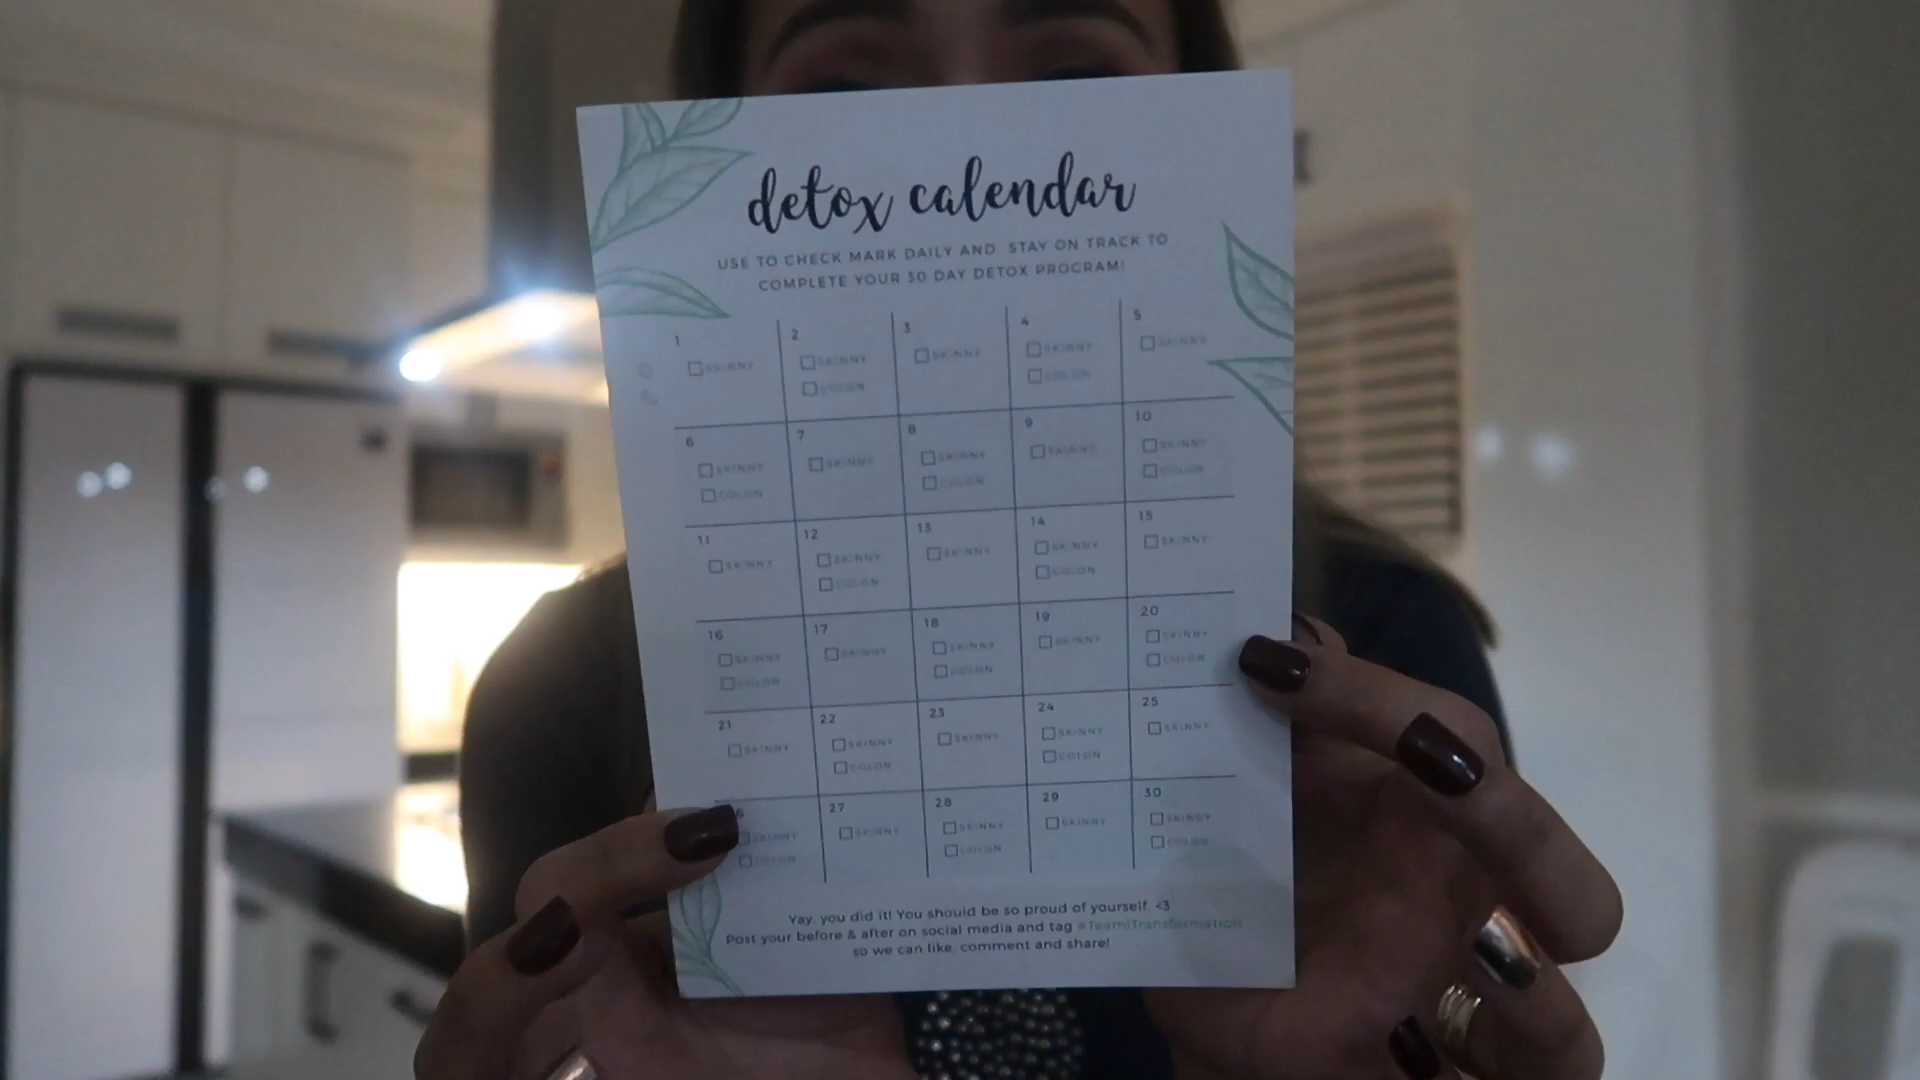 detox calendar
USE TO CHECK MARK DAILY AND STAY ON TRACK TO
COMPLETE YOUR 30 DAY DETOX PROGRAM!
1
SKINNY
2
SKINNY
COLON
3
SKINNY
4
SKINNY
COLON
5
SKINNY
6
SKINNY
COLON
7
SKINNY
8
SKINNY
COLON
9
SKINNY
10
SKINNY
COLON
11
SKINNY
12
SKINNY
COLON
13
SKINNY
14
SKINNY
COLON
15
SKINNY
16
SKINNY
COLON
17
SKINNY
18
SKINNY
COLON
19
SKINNY
20
SKINNY
COLON
21
SKINNY
22
SKINNY
COLON
23
SKINNY
24
SKINNY
COLON
25
SKINNY
6
SKINNY
COLON
27
SKINNY
28
SKINNY
COLON
29
SKINNY
30
SKINNY
COLON
Yay, you did it! You should be so proud of yourself. <3
Post your before & after on social media and tag #TeamiTransformation
so we can like, comment and share!